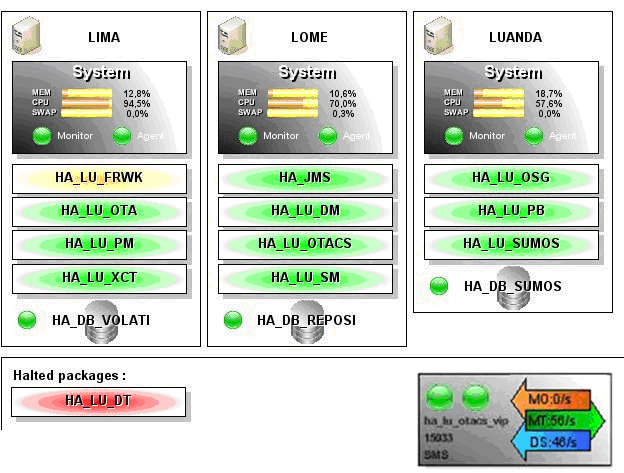 LIMA
System
MEM 12,8%
CPU 94,5%
SWAP 0,0%
Monitor Agent
HA_LU_FRWK
HA_LU_OTA
HA_LU_PM
HA_LU_XCT
HA_DB_VOLATI
LOME
System
MEM 10,6%
CPU 70,0%
SWAP 0,3%
Monitor Agent
HA_JMS
HA_LU_DM
HA_LU_OTACS
HA_LU_SM
HA_DB_REPOSI
LUANDA
System
MEM 18,7%
CPU 57,6%
SWAP 0,0%
Monitor Agent
HA_LU_OSG
HA_LU_PB
HA_LU_SUMOS
HA_DB_SUMOS
Halted packages :
HA_LU_DT
ha_lu_otacs_vip
15033
SMS
MO:0/s
MT:56/s
DS:46/s